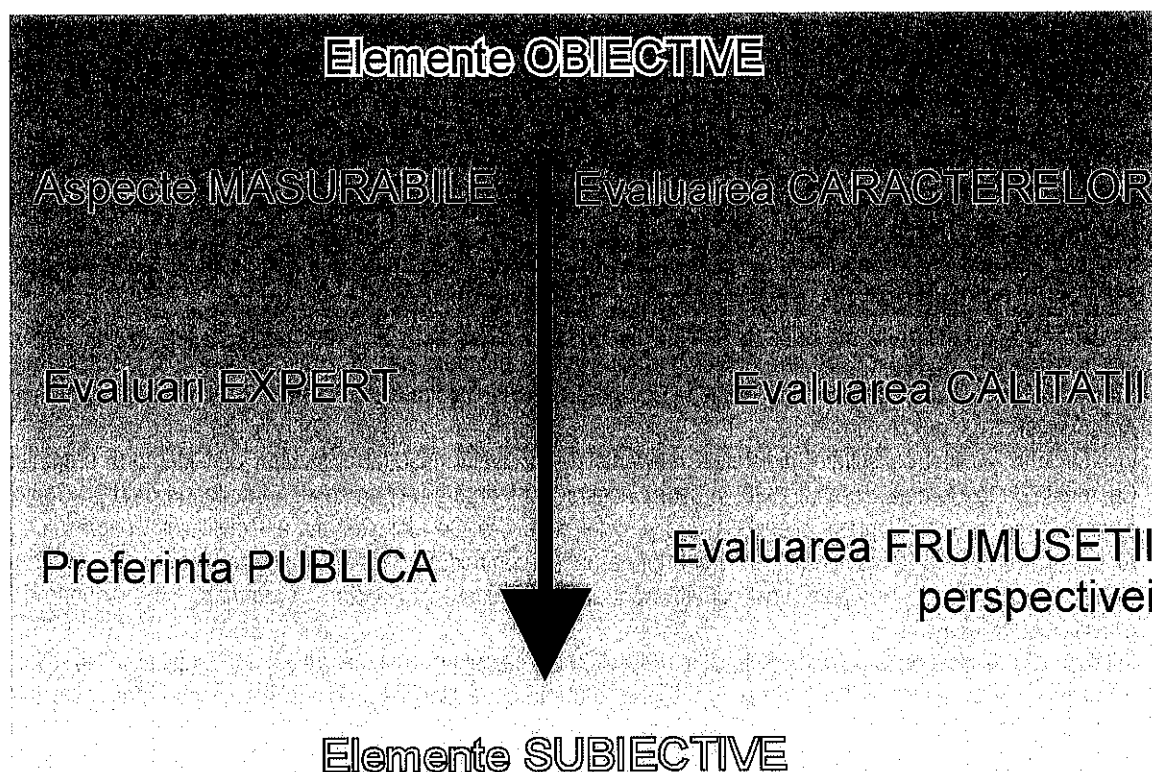 Elemente OBIECTIVE
Aspecte MASURABILE
Evaluarea CARACTERELOR
Evaluari EXPERT
Evaluarea CALITATII
Preferinta PUBLICA
Evaluarea FRUMUSETII
perspectivei
Elemente SUBIECTIVE